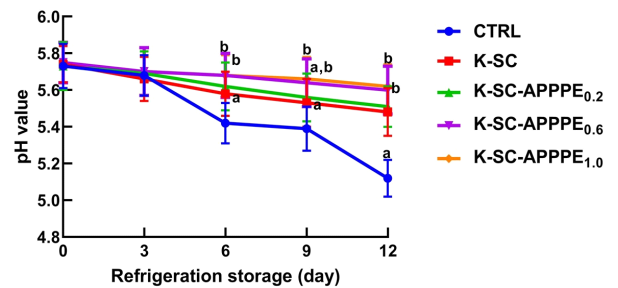 pH value
6.0
5.8
5.6
5.4
5.2
5.0
4.8
0
3
6
9
12
Refrigeration storage (day)
b
b
a
b
a,b
a
b
a
CTRL
K-SC
K-SC-APPPE0.2
K-SC-APPPE0.6
K-SC-APPPE1.0